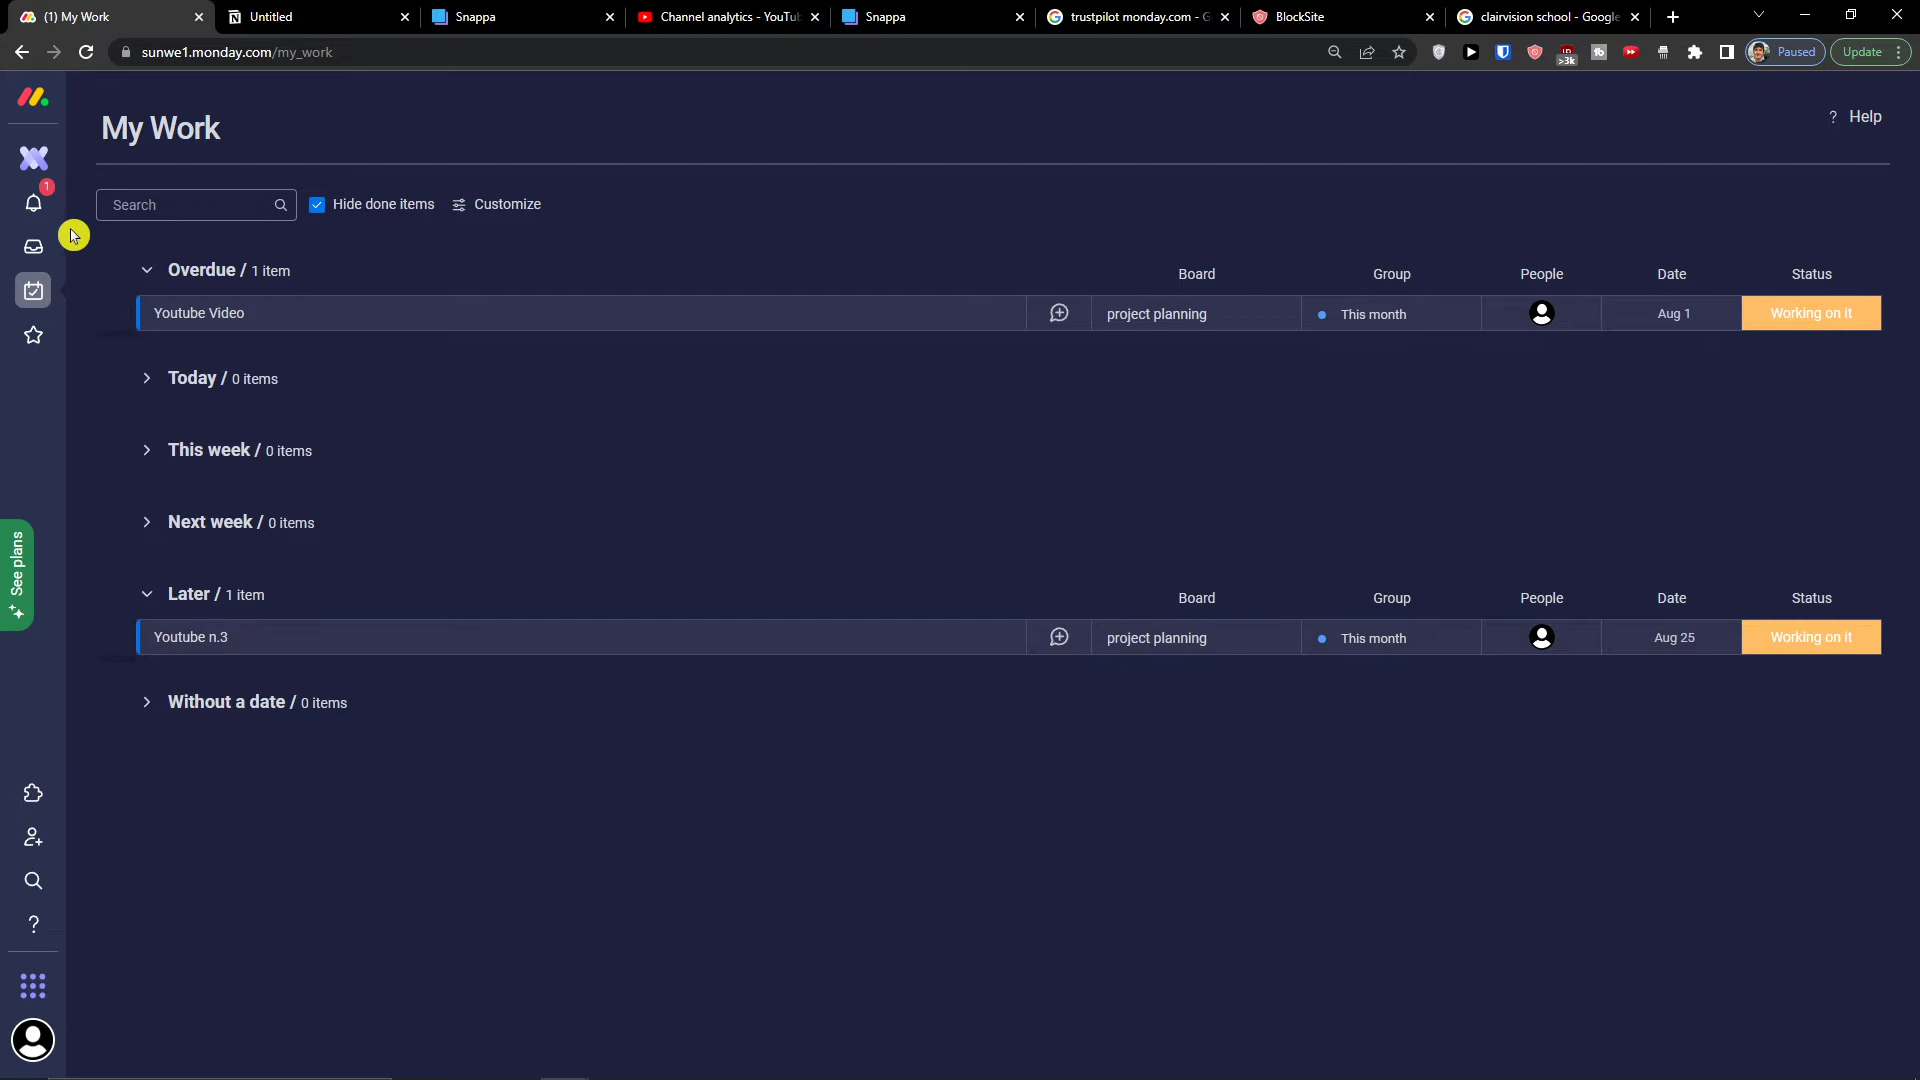 (1) My Work
Untitled
Snappa
Channel analytics - YouTu
Snappa
trustpilot monday.com - G
BlockSite
clairvision school - Google
sunwe1.monday.com/my_work
>3k
Paused
Update
My Work
? Help
1
Search
Hide done items
Customize
Overdue / 1 item
Board
Group
People
Date
Status
Youtube Video
project planning
This month
Aug 1
Working on it
Today / 0 items
This week / 0 items
Next week / 0 items
See plans
Later / 1 item
Board
Group
People
Date
Status
Youtube n.3
project planning
This month
Aug 25
Working on it
Without a date / 0 items
?